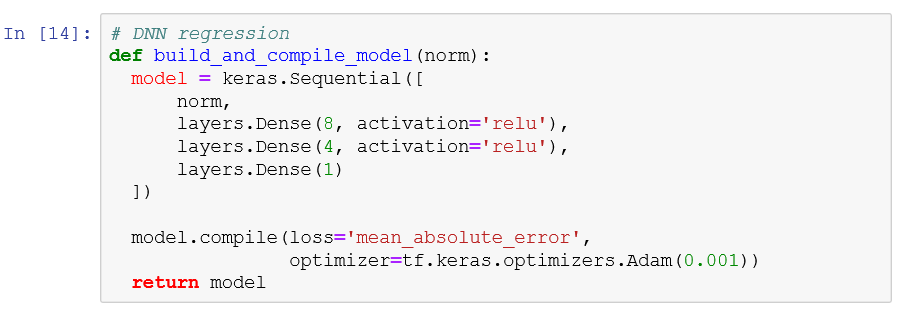 In [14]: # DNN regression
def build_and_compile_model(norm):
  model = keras.Sequential([
      norm,
      layers.Dense(8, activation='relu'),
      layers.Dense(4, activation='relu'),
      layers.Dense(1)
  ])
  model.compile(loss='mean_absolute_error',
                optimizer=tf.keras.optimizers.Adam(0.001))
  return model